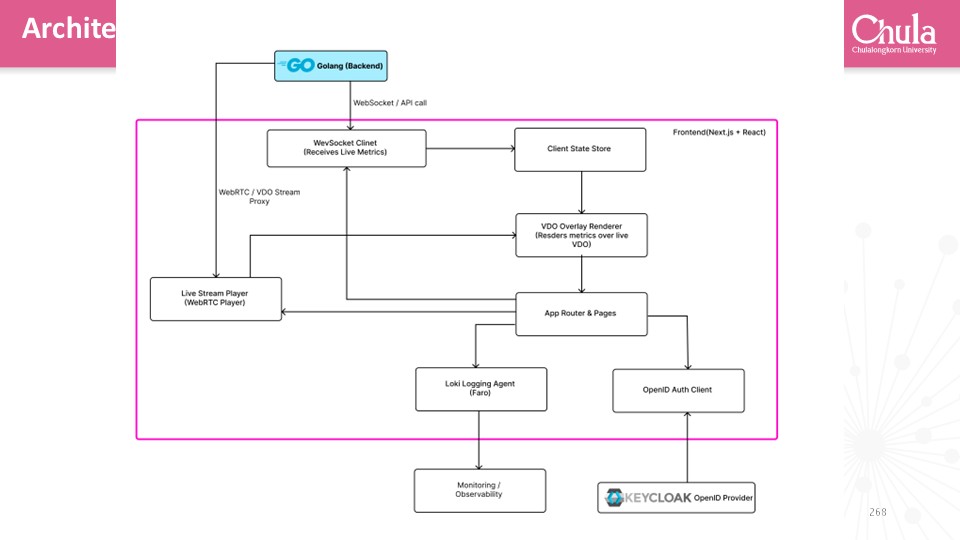 Archite
Chula
Chulalongkorn University
GO Golang (Backend)
WebSocket / API call
Frontend(Next.js + React)
WevSocket Clinet
(Receives Live Metrics)
Client State Store
WebRTC / VDO Stream
Proxy
VDO Overlay Renderer
(Resders metrics over live
VDO)
Live Stream Player
(WebRTC Player)
App Router & Pages
Loki Logging Agent
(Faro)
OpenID Auth Client
Monitoring /
Observability
KEYCLOAK OpenID Provider
268